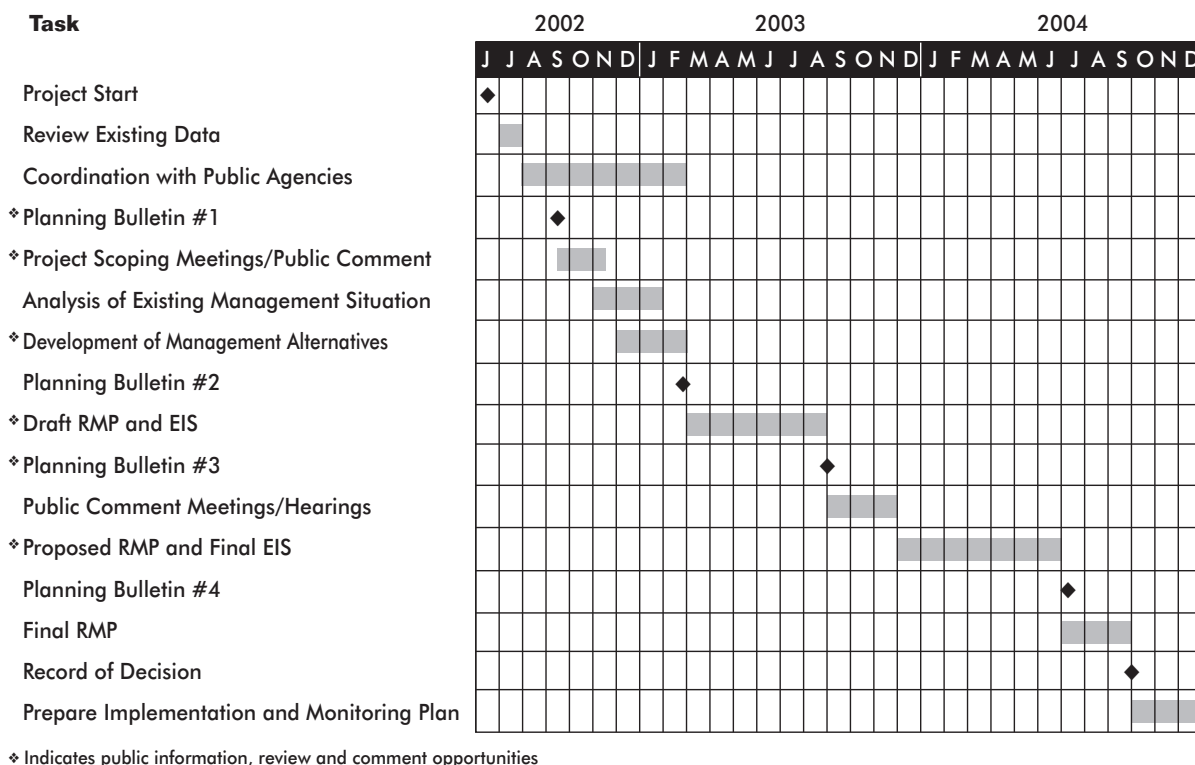 Task 2002 2003 2004
J J A S O N D J F M A M J J A S O N D J F M A M J J A S O N D
Project Start
Review Existing Data
Coordination with Public Agencies
❖ Planning Bulletin #1
❖ Project Scoping Meetings/Public Comment
Analysis of Existing Management Situation
❖ Development of Management Alternatives
Planning Bulletin #2
❖ Draft RMP and EIS
❖ Planning Bulletin #3
Public Comment Meetings/Hearings
❖ Proposed RMP and Final EIS
Planning Bulletin #4
Final RMP
Record of Decision
Prepare Implementation and Monitoring Plan
❖ Indicates public information, review and comment opportunities